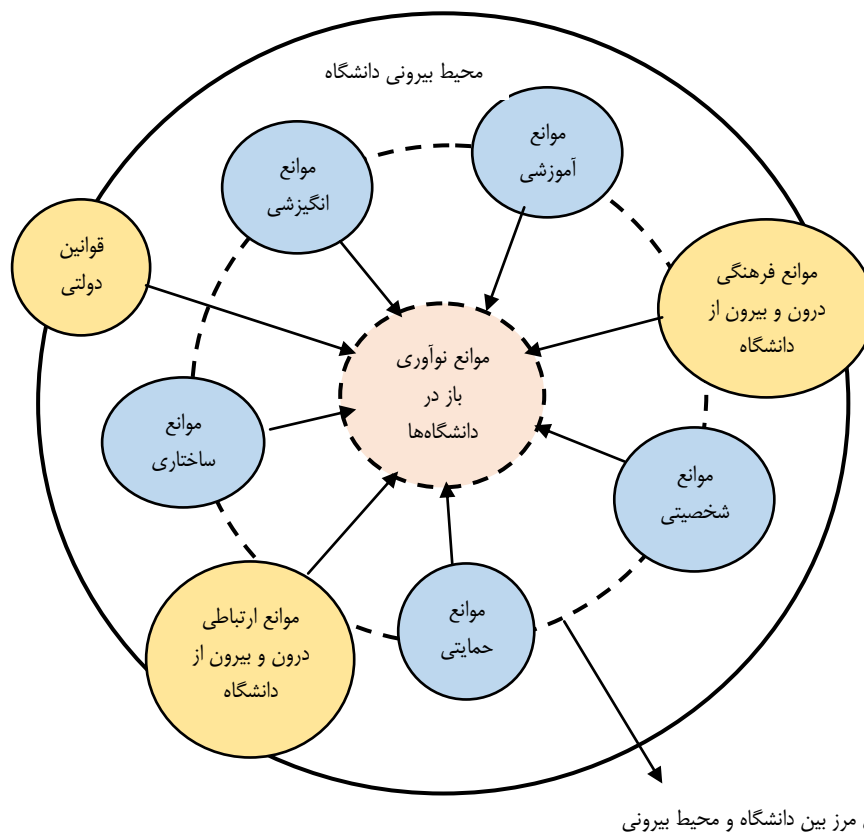 محیط بیرونی دانشگاه
موانع
آموزشی
موانع
انگیزشی
قوانین
دولتی
موانع فرهنگی
درون و بیرون از
دانشگاه
موانع نوآوری
باز در
دانشگاه‌ها
موانع
ساختاری
موانع
شخصیتی
موانع
حمایتی
موانع ارتباطی
درون و بیرون از
دانشگاه
مرز بین دانشگاه و محیط بیرونی